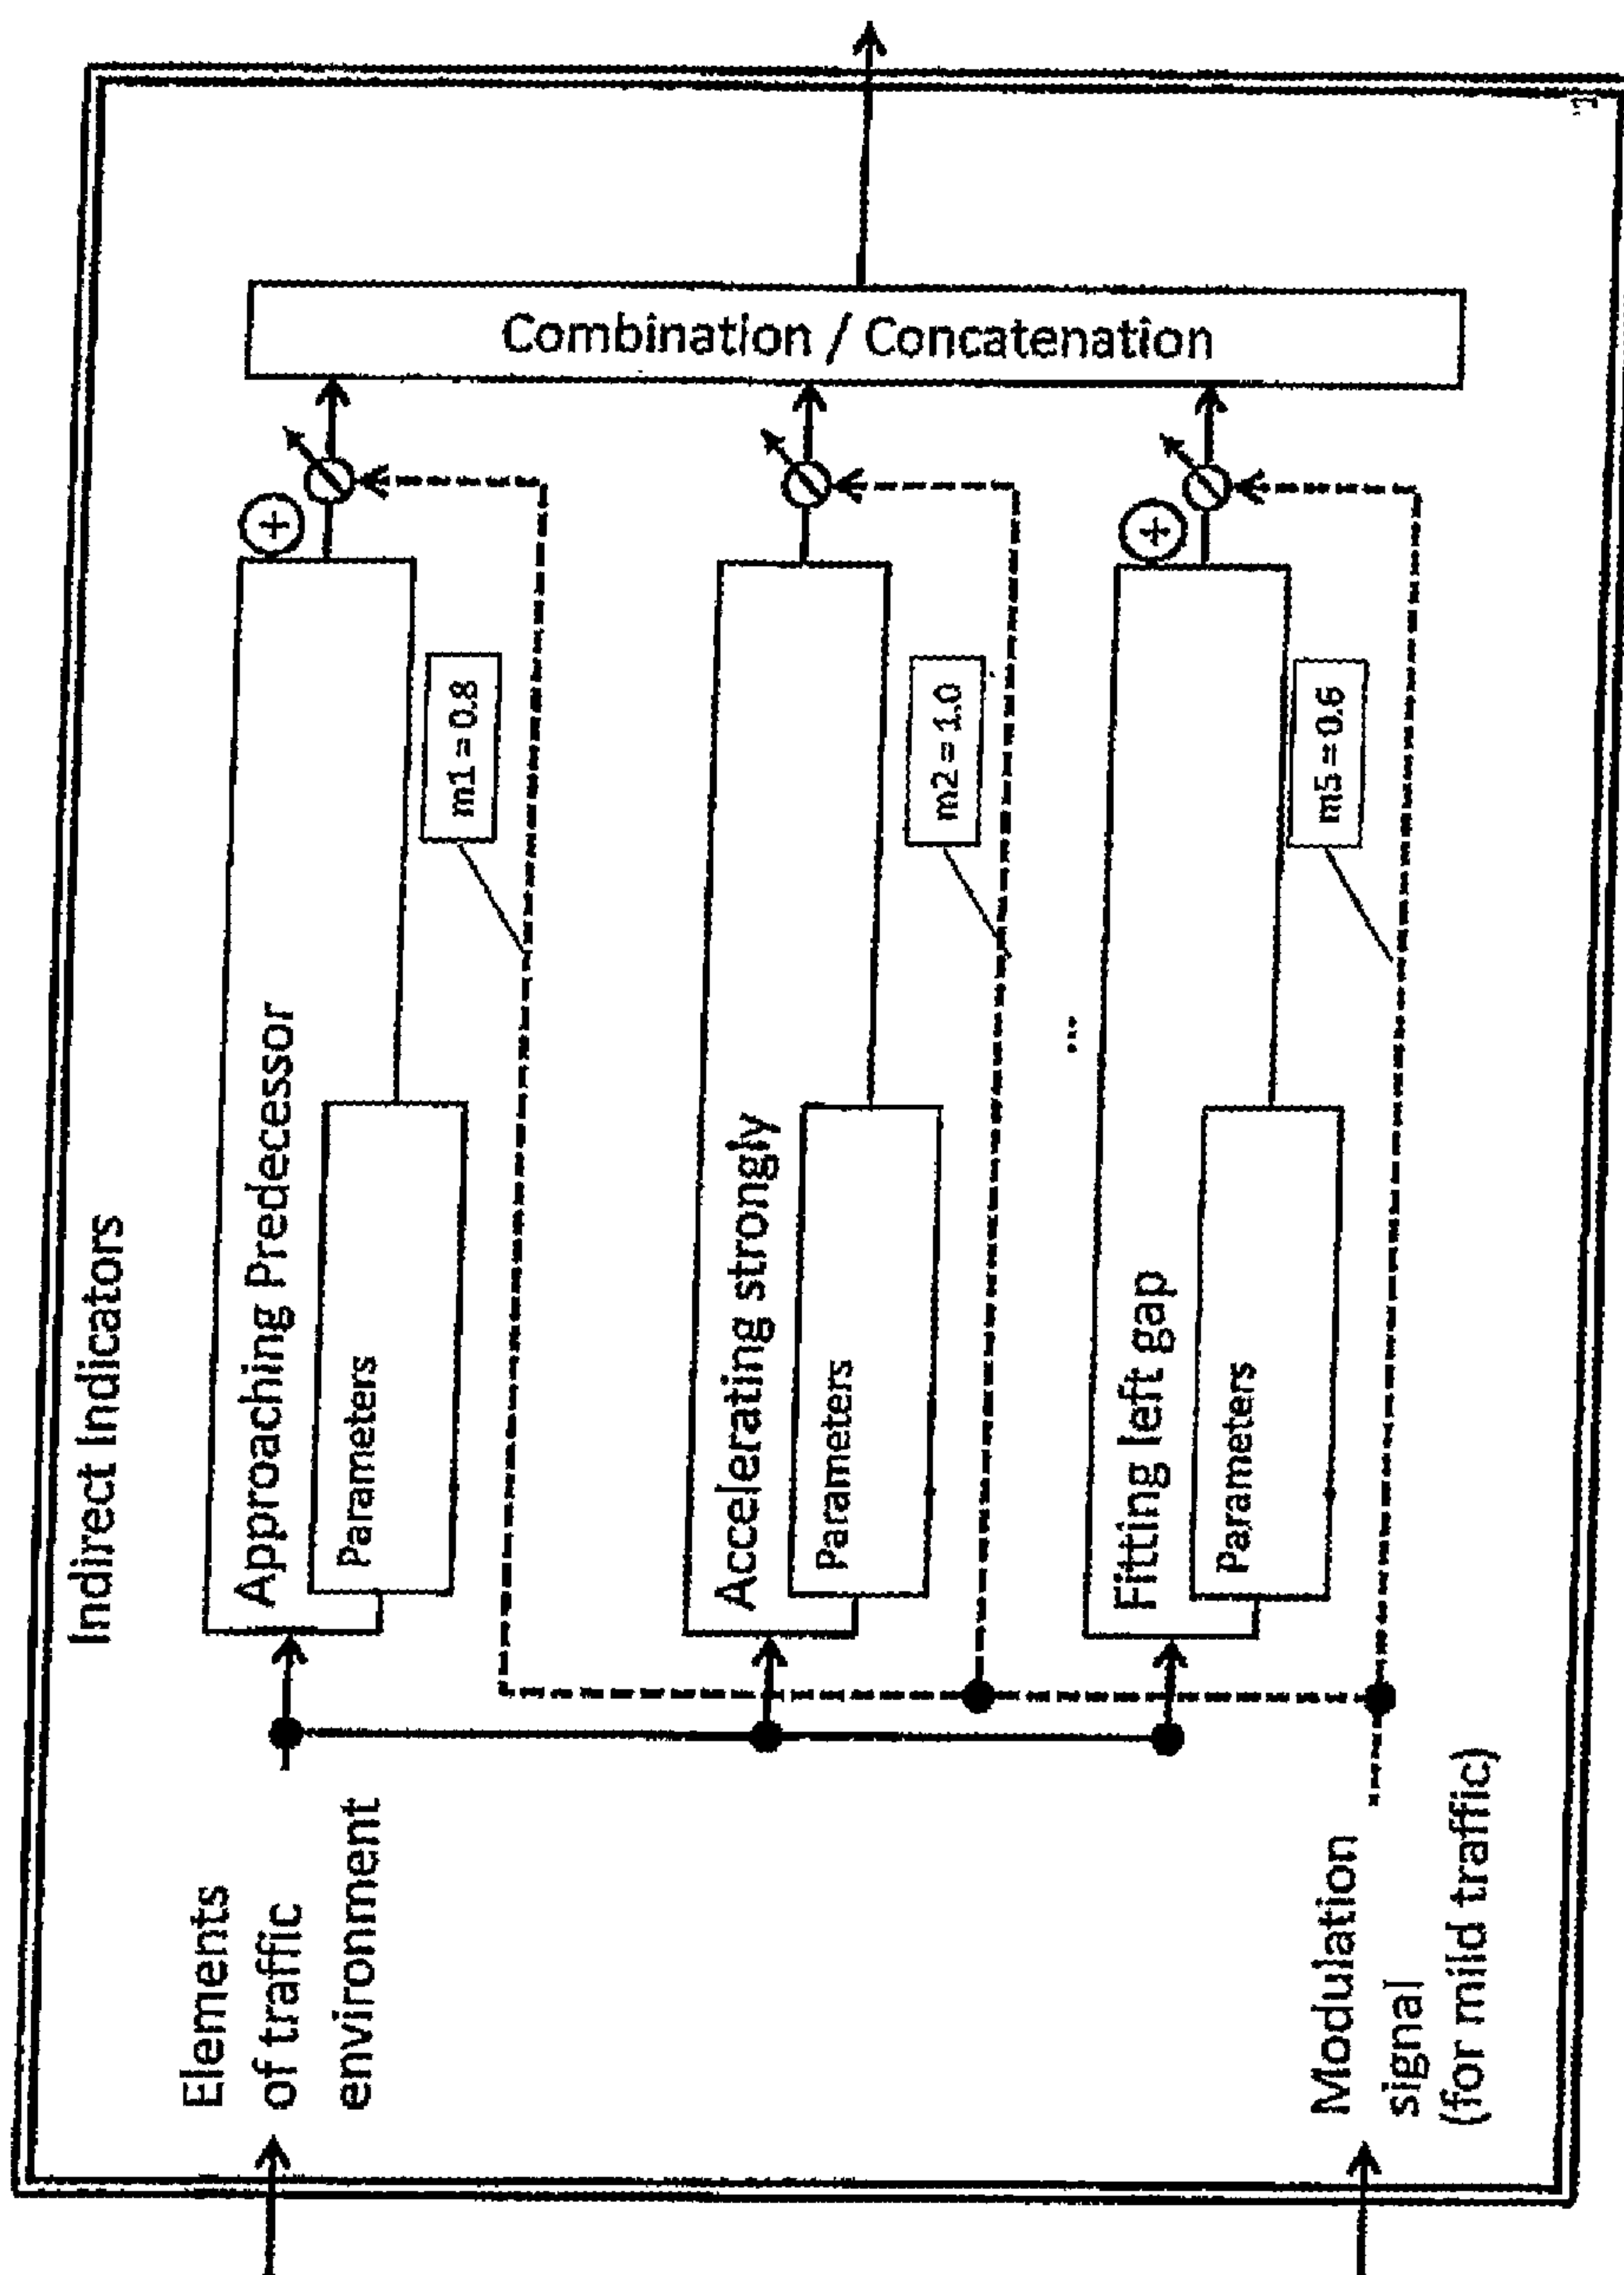 Indirect Indicators
Elements
of traffic
environment
Approaching Predecessor
Parameters
m1 = 0.8
Accelerating strongly
Parameters
m2 = 1.0
...
Fitting left gap
Parameters
m5 = 0.6
Modulation
signal
(for mild traffic)
Combination / Concatenation
+
+